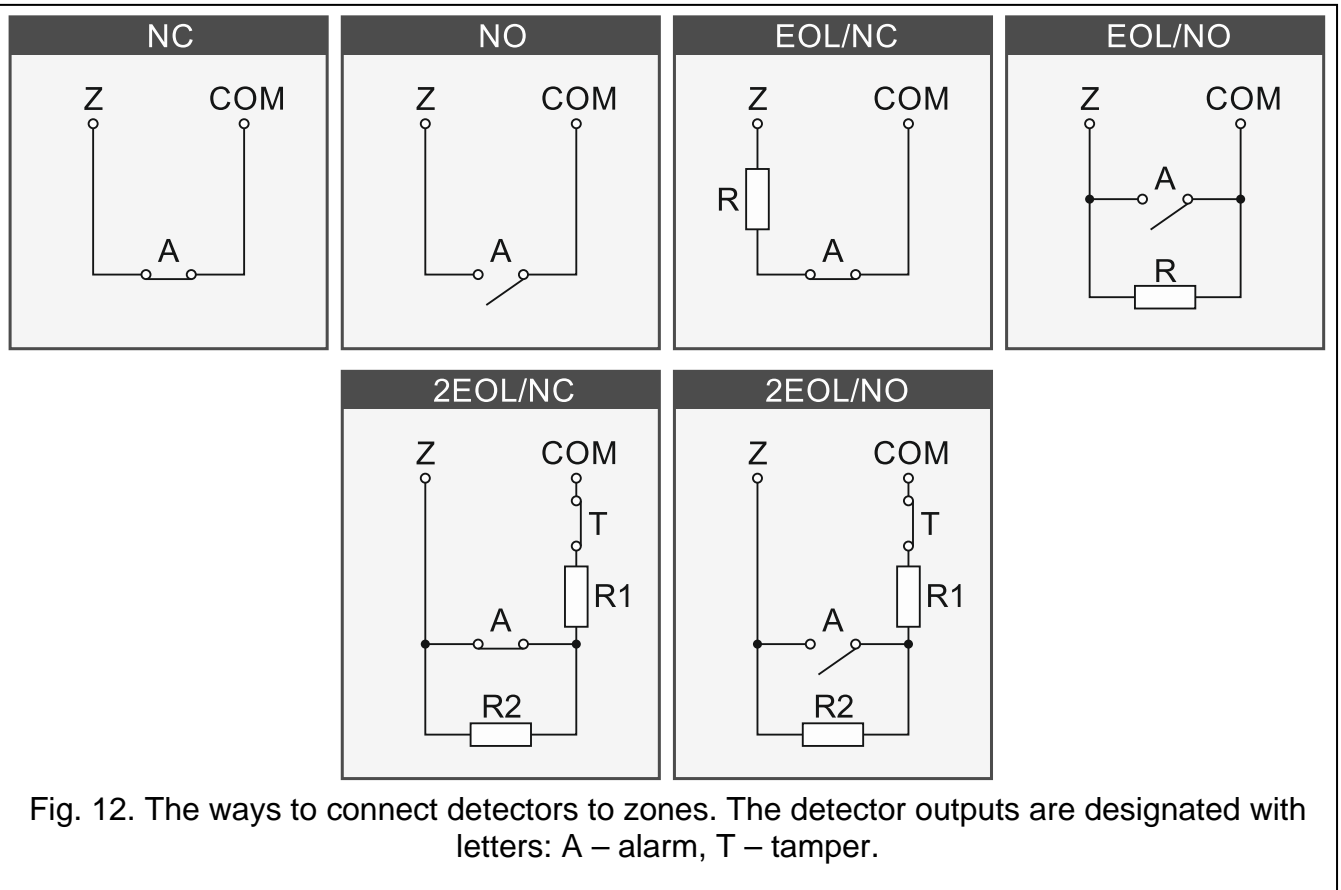 NC
Z COM
A
NO
Z COM
A
EOL/NC
Z COM
R
A
EOL/NO
Z COM
A
R
2EOL/NC
Z COM
T
R1
A
R2
2EOL/NO
Z COM
T
R1
A
R2
Fig. 12. The ways to connect detectors to zones. The detector outputs are designated with
letters: A – alarm, T – tamper.